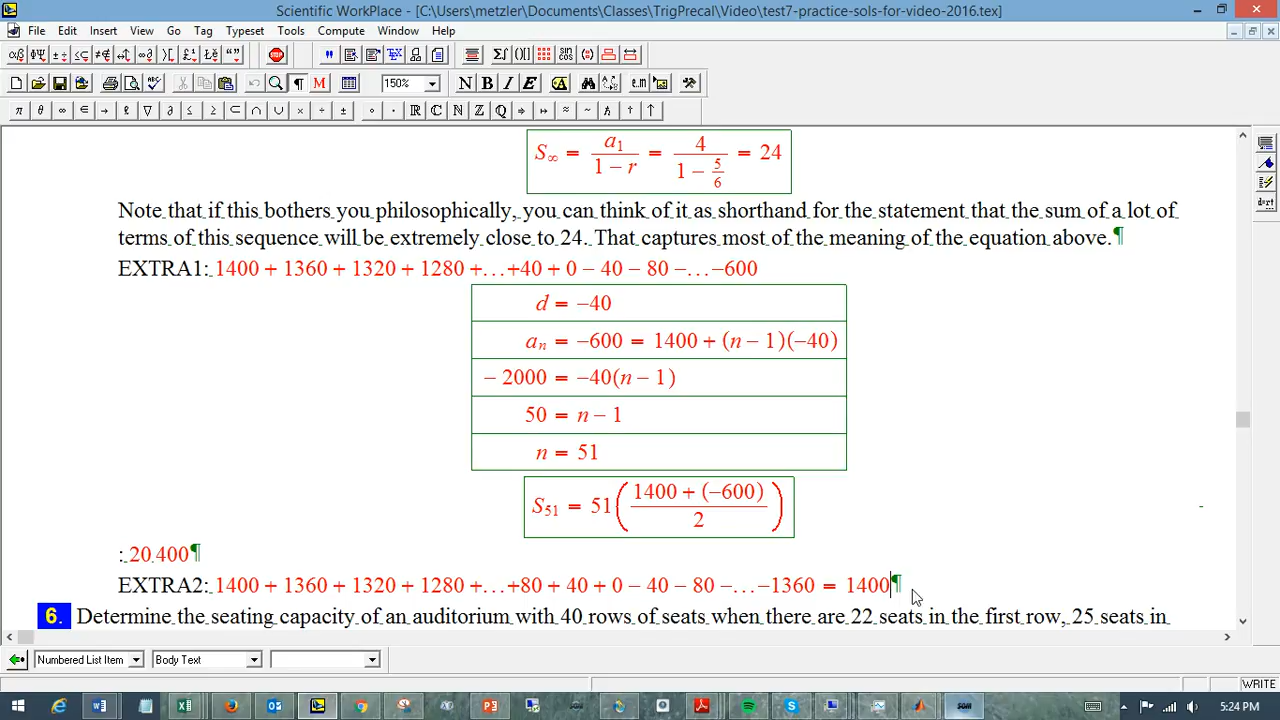 Scientific WorkPlace - [C:\Users\metzler\Documents\Classes\TrigPrecal\Video\test7-practice-sols-for-video-2016.tex]
File Edit Insert View Go Tag Typeset Tools Compute Window Help
150% N B I E
π θ ∞ ∈ → ℓ ∇ ∂ ≤ ≥ ⊂ ∩ ∪ × ÷ ± ∘ · ℝ ℂ ℕ ℤ ℚ ⇒ ↦ ≈ ~ ℏ † ↑
S∞ = a1/(1 − r) = 4/(1 − 5/6) = 24
Note that if this bothers you philosophically, you can think of it as shorthand for the statement that the sum of a lot of
terms of this sequence will be extremely close to 24. That captures most of the meaning of the equation above.¶
EXTRA1: 1400 + 1360 + 1320 + 1280 +…+40 + 0 − 40 − 80 −…−600
d = −40
an = −600 = 1400 + (n − 1)(−40)
− 2000 = −40(n − 1)
50 = n − 1
n = 51
S51 = 51((1400 + (−600))/2)
: 20 400¶
EXTRA2: 1400 + 1360 + 1320 + 1280 +…+80 + 40 + 0 − 40 − 80 −…−1360 = 1400¶
6. Determine the seating capacity of an auditorium with 40 rows of seats when there are 22 seats in the first row, 25 seats in
Numbered List Item Body Text
WRITE
5:24 PM